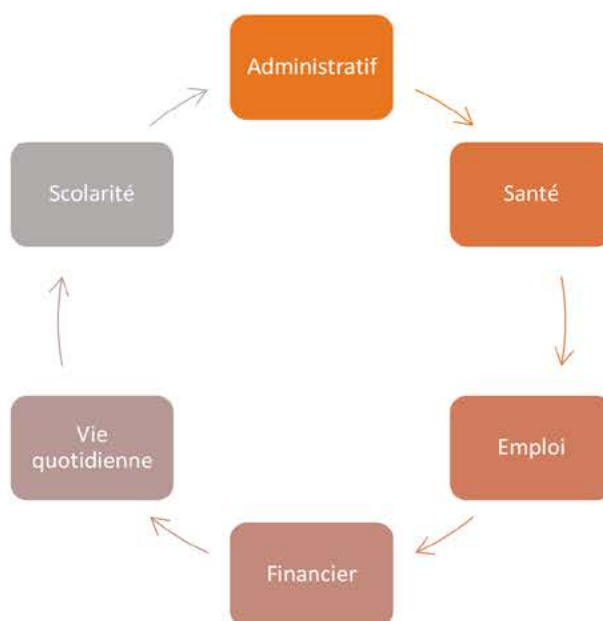 Administratif
Santé
Emploi
Financier
Vie
quotidienne
Scolarité